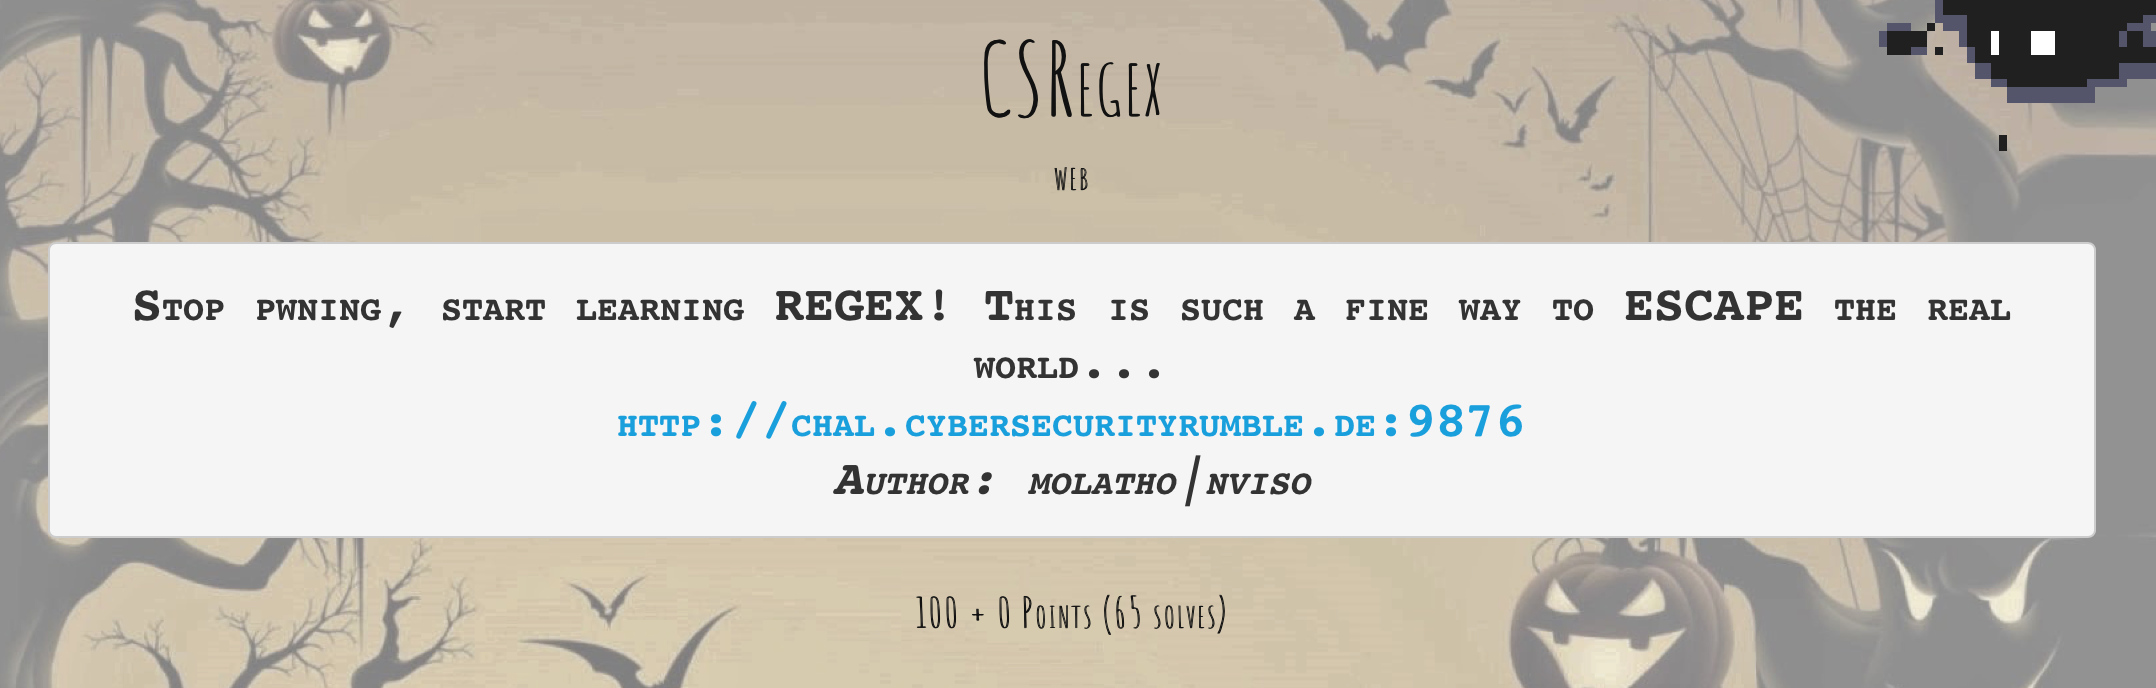 CSRegex
web
Stop pwning, start learning REGEX! This is such a fine way to ESCAPE the real
world...
http://chal.cybersecurityrumble.de:9876
Author: molatho|nviso
100 + 0 Points (65 solves)